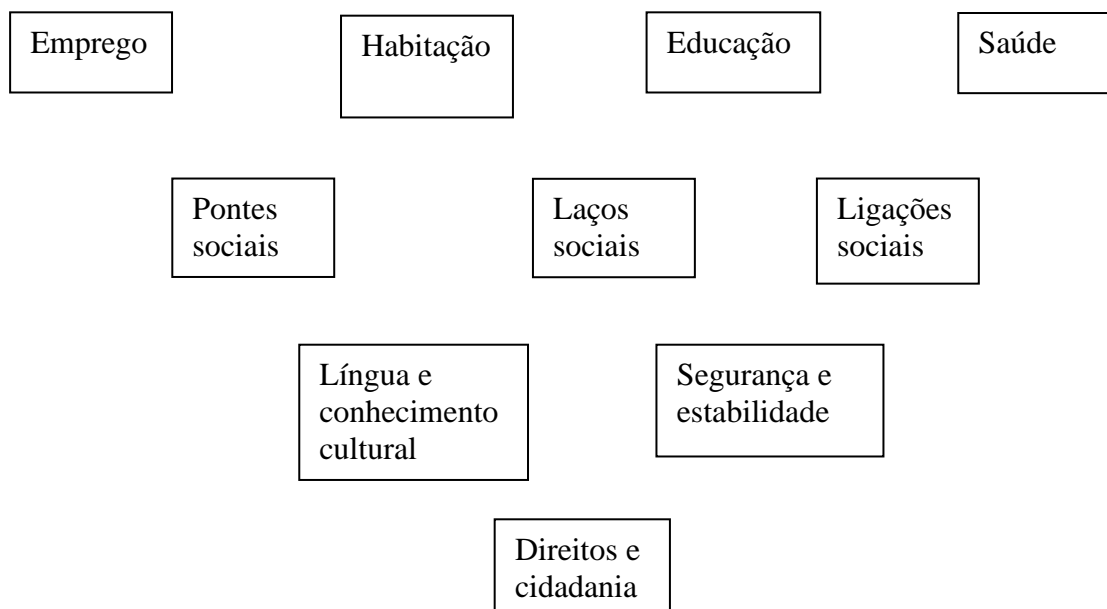 Emprego
Habitação
Educação
Saúde
Pontes
sociais
Laços
sociais
Ligações
sociais
Língua e
conhecimento
cultural
Segurança e
estabilidade
Direitos e
cidadania